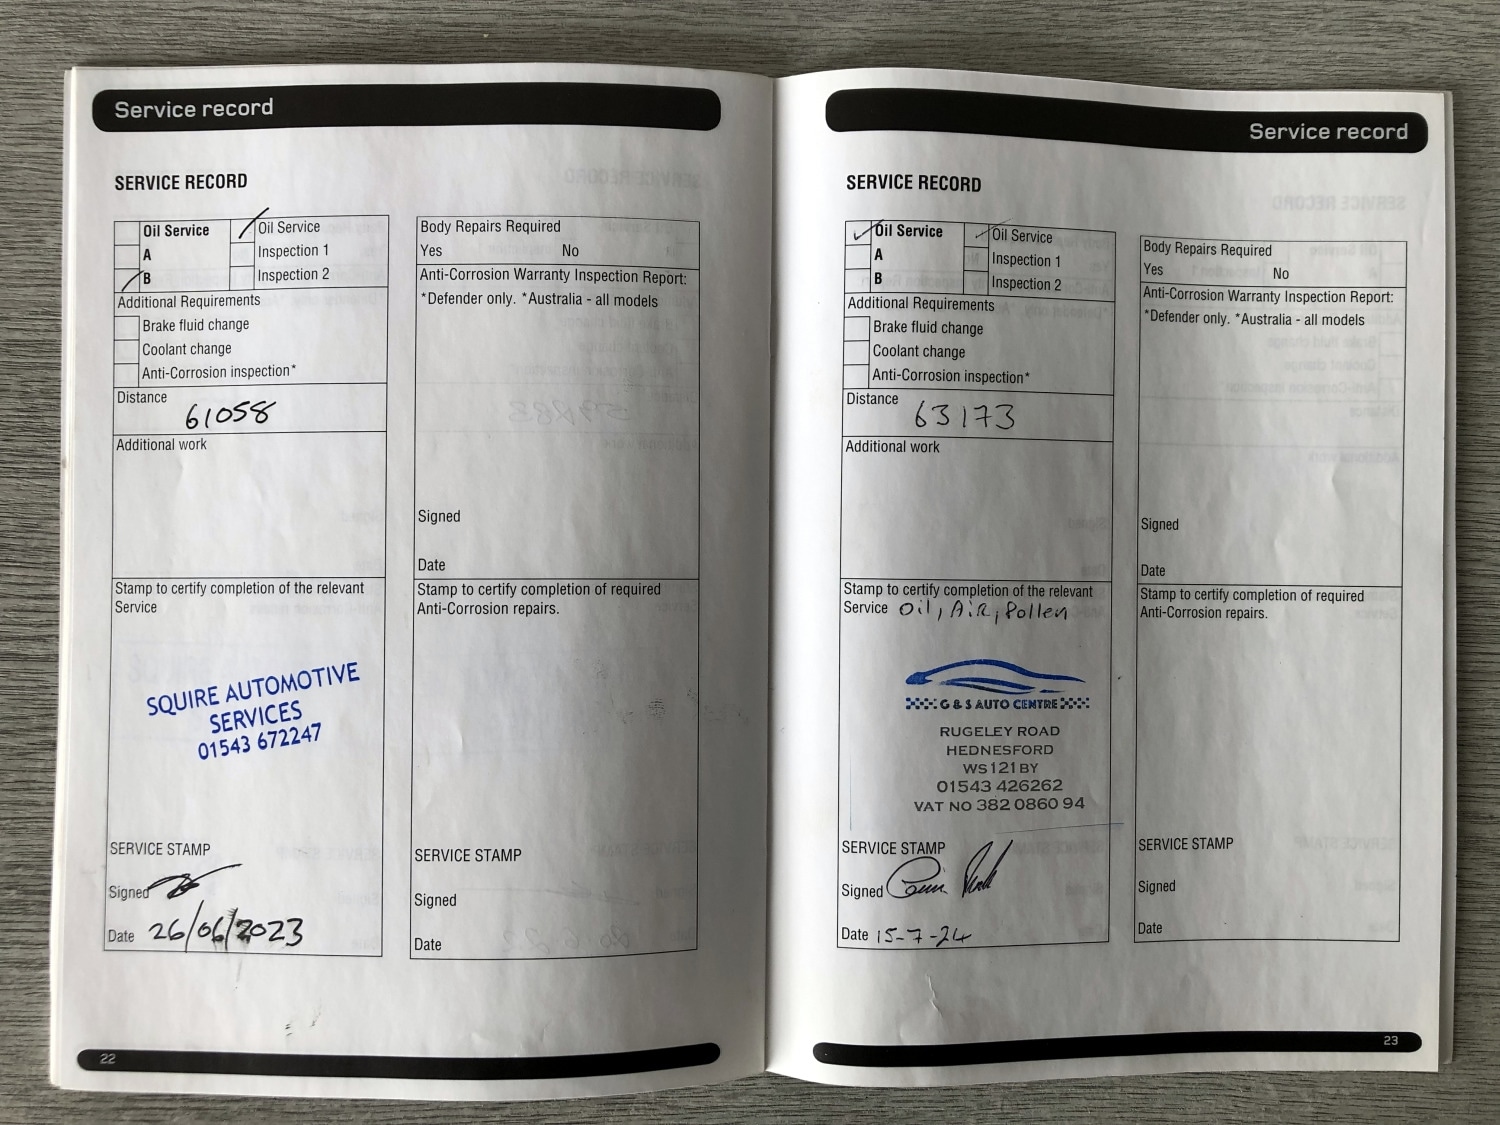 Service record
SERVICE RECORD
Oil Service
A
B
Oil Service
Inspection 1
Inspection 2
Additional Requirements
Brake fluid change
Coolant change
Anti-Corrosion inspection*
Distance
61058
Additional work
Stamp to certify completion of the relevant
Service
SQUIRE AUTOMOTIVE
SERVICES
01543 672247
SERVICE STAMP
Signed
Date 26/06/2023
Body Repairs Required
Yes No
Anti-Corrosion Warranty Inspection Report:
*Defender only. *Australia - all models
Signed
Date
Stamp to certify completion of required
Anti-Corrosion repairs.
SERVICE STAMP
Signed
Date
22
Service record
SERVICE RECORD
Oil Service
A
B
Oil Service
Inspection 1
Inspection 2
Additional Requirements
Brake fluid change
Coolant change
Anti-Corrosion inspection*
Distance
63173
Additional work
Stamp to certify completion of the relevant
Service Oil, Air, Pollen
G & S AUTO CENTRE
RUGELEY ROAD
HEDNESFORD
WS12 1 BY
01543 426262
VAT NO 382 0860 94
SERVICE STAMP
Signed
Date 15-7-24
Body Repairs Required
Yes No
Anti-Corrosion Warranty Inspection Report:
*Defender only. *Australia - all models
Signed
Date
Stamp to certify completion of required
Anti-Corrosion repairs.
SERVICE STAMP
Signed
Date
23